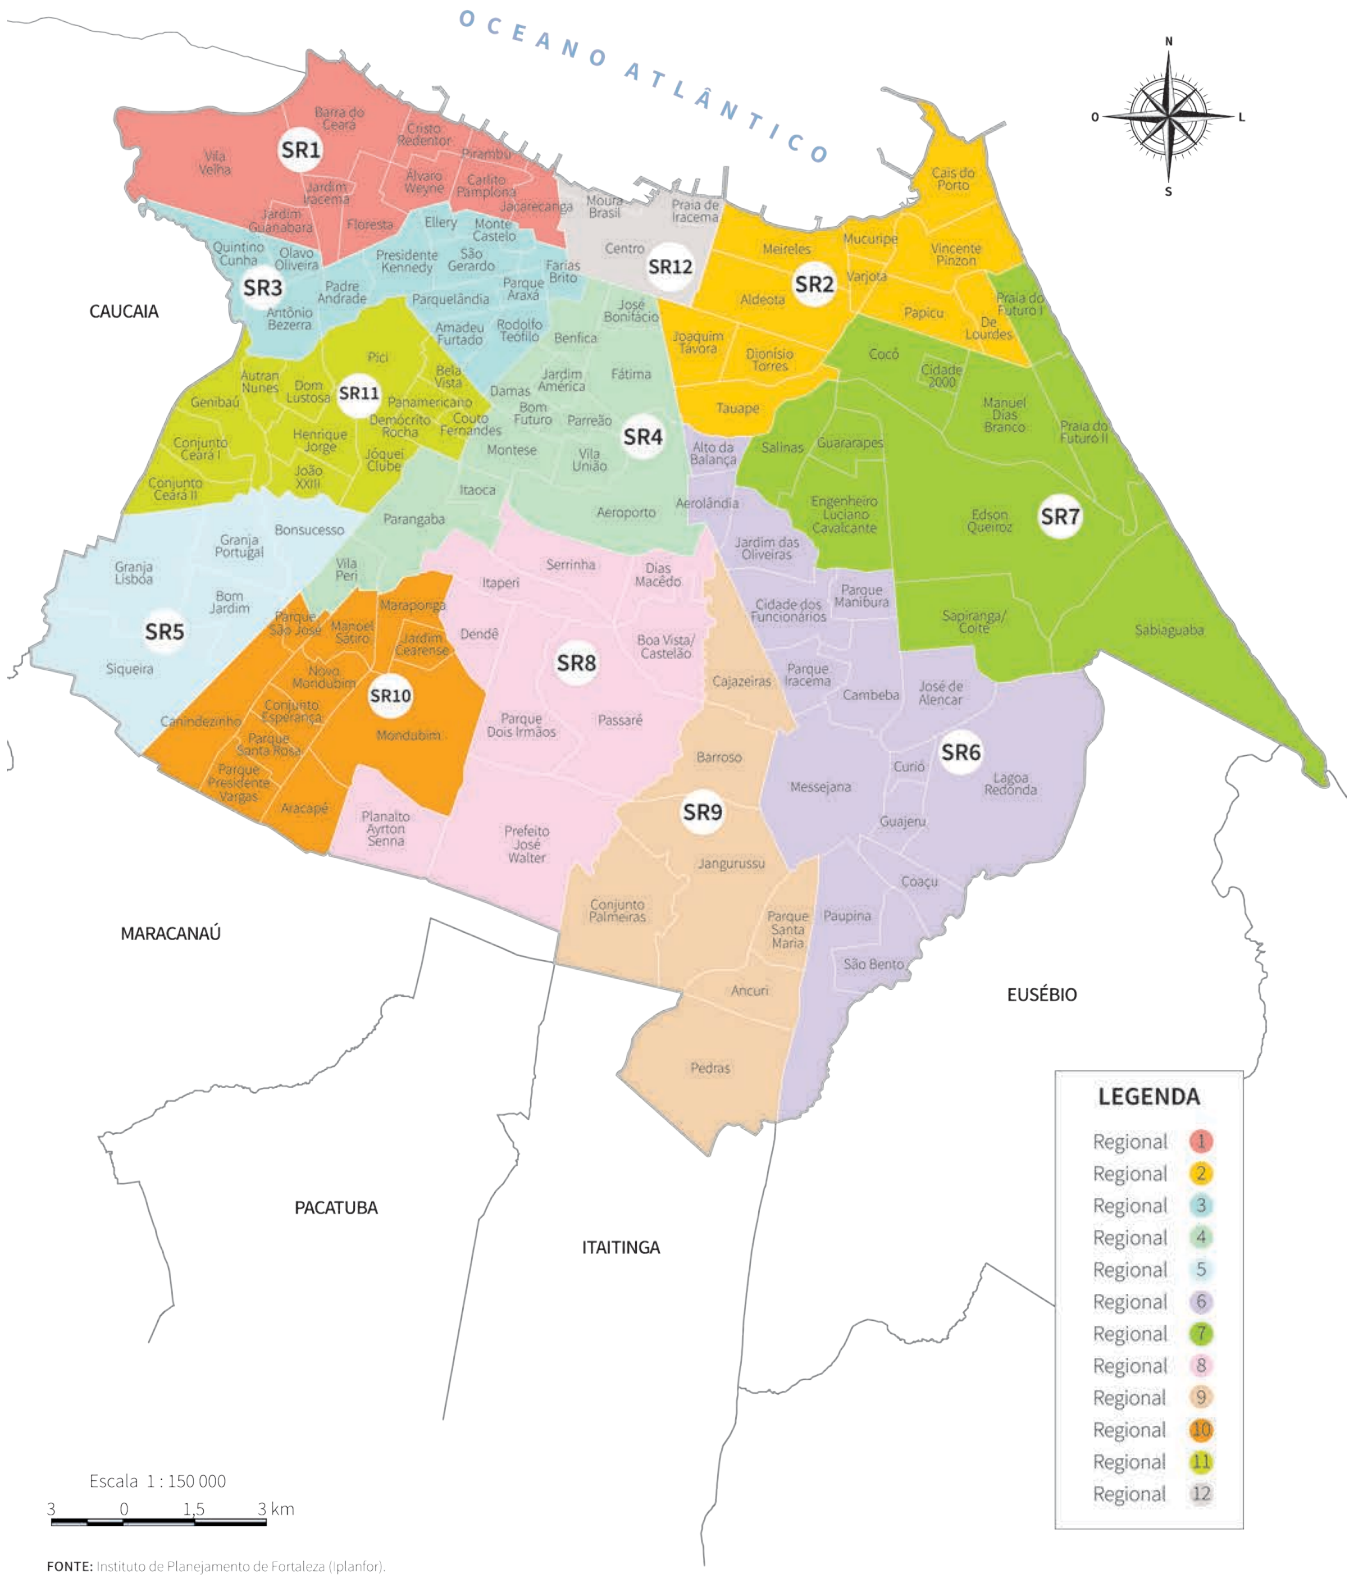 OCEANO ATLÂNTICO
N
O
L
S
Barra do
Ceará
Cristo
Redentor
Pirambu
SR1
Vila
Velha
Álvaro
Weyne
Carlito
Pamplona
Jardim
Iracema
Jacarecanga
Jardim
Guanabara
Floresta
Moura
Brasil
Praia de
Iracema
Centro
SR12
Cais do
Porto
Meireles
Mucuripe
Vincente
Pinzon
Varjota
SR2
Aldeota
Papicu
De
Lourdes
Praia do
Futuro I
Joaquim
Távora
Dionísio
Torres
Tauape
Ellery
Monte
Castelo
Quintino
Cunha
Olavo
Oliveira
Presidente
Kennedy
São
Gerardo
Farias
Brito
SR3
Padre
Andrade
Parquelândia
Parque
Araxá
Antônio
Bezerra
Amadeu
Furtado
Rodolfo
Teófilo
CAUCAIA
José
Bonifácio
Benfica
Jardim
América
Fátima
Damas
Bom
Futuro
Parreão
SR4
Montese
Vila
União
Itaoca
Aeroporto
Parangaba
Vila
Peri
Pici
Autran
Nunes
Dom
Lustosa
SR11
Bela
Vista
Panamericano
Genibaú
Demócrito
Rocha
Couto
Fernandes
Henrique
Jorge
Conjunto
Ceará I
João
XXIII
Jóquei
Clube
Conjunto
Ceará II
Cocó
Cidade
2000
Manuel
Dias
Branco
Praia do
Futuro II
Salinas
Guararapes
Engenheiro
Luciano
Cavalcante
Edson
Queiroz
SR7
Sapiranga/
Coité
Sabiaguaba
Alto da
Balança
Aerolândia
Jardim das
Oliveiras
Cidade dos
Funcionários
Parque
Manibura
Parque
Iracema
Cambeba
José de
Alencar
SR6
Curió
Lagoa
Redonda
Messejana
Guajeru
Coaçu
Paupina
São Bento
Granja
Portugal
Bonsucesso
Granja
Lisboa
Bom
Jardim
SR5
Siqueira
Parque
São José
Manoel
Sátiro
Maraponga
Jardim
Cearense
Novo
Mondubim
SR10
Conjunto
Esperança
Canindezinho
Mondubim
Parque
Santa Rosa
Parque
Presidente
Vargas
Aracapé
Serrinha
Itaperi
Dias
Macêdo
Dendê
Boa Vista/
Castelão
SR8
Parque
Dois Irmãos
Passaré
Planalto
Ayrton
Senna
Prefeito
José
Walter
Cajazeiras
Barroso
SR9
Jangurussu
Conjunto
Palmeiras
Parque
Santa
Maria
Ancuri
Pedras
MARACANAÚ
EUSÉBIO
PACATUBA
ITAITINGA
LEGENDA
Regional 1
Regional 2
Regional 3
Regional 4
Regional 5
Regional 6
Regional 7
Regional 8
Regional 9
Regional 10
Regional 11
Regional 12
Escala 1 : 150 000
3 0 1,5 3 km
FONTE: Instituto de Planejamento de Fortaleza (Iplanfor).